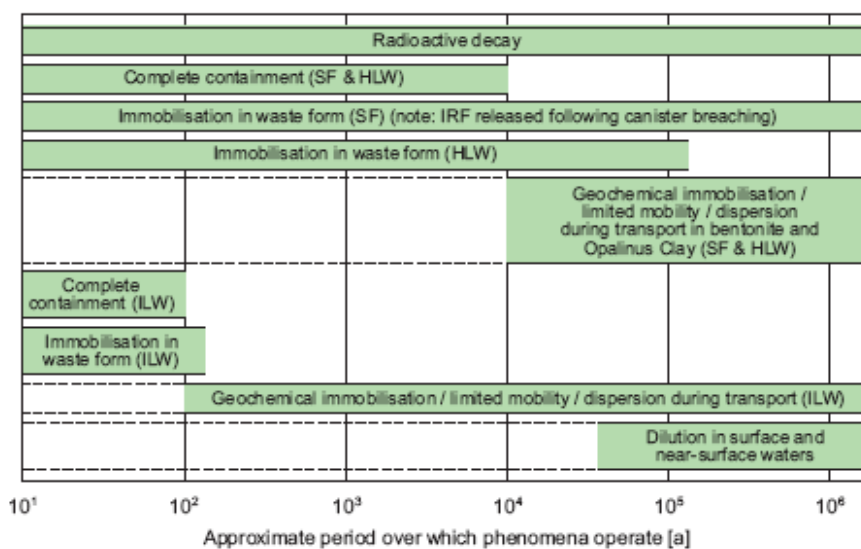 Radioactive decay
Complete containment (SF & HLW)
Immobilisation in waste form (SF) (note: IRF released following canister breaching)
Immobilisation in waste form (HLW)
Geochemical immobilisation /
limited mobility / dispersion
during transport in bentonite and
Opalinus Clay (SF & HLW)
Complete
containment (ILW)
Immobilisation in
waste form (ILW)
Geochemical immobilisation / limited mobility / dispersion during transport (ILW)
Dilution in surface and
near-surface waters
10¹ 10² 10³ 10⁴ 10⁵ 10⁶
Approximate period over which phenomena operate [a]